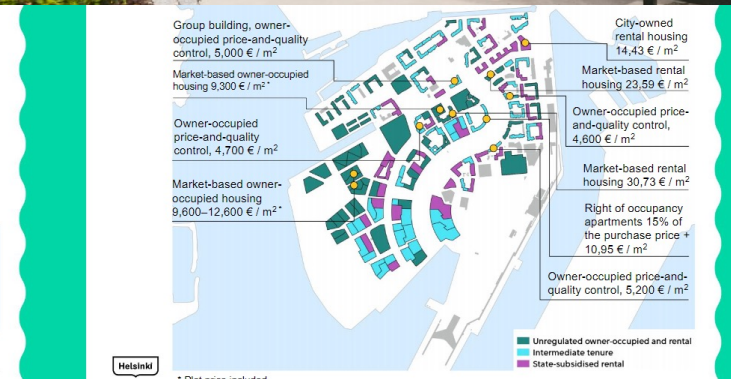 Group building, owner-
occupied price-and-quality
control, 5,000 € / m²
Market-based owner-occupied
housing 9,300 € / m²*
Owner-occupied
price-and-quality
control, 4,700 € / m²
Market-based owner-
occupied housing
9,600–12,600 € / m²*
City-owned
rental housing
14,43 € / m²
Market-based rental
housing 23,59 € / m²
Owner-occupied price-
and-quality control,
4,600 € / m²
Market-based rental
housing 30,73 € / m²
Right of occupancy
apartments 15% of
the purchase price +
10,95 € / m²
Owner-occupied price-and-
quality control, 5,200 € / m²
Unregulated owner-occupied and rental
Intermediate tenure
State-subsidised rental
Helsinki
* Plot price included